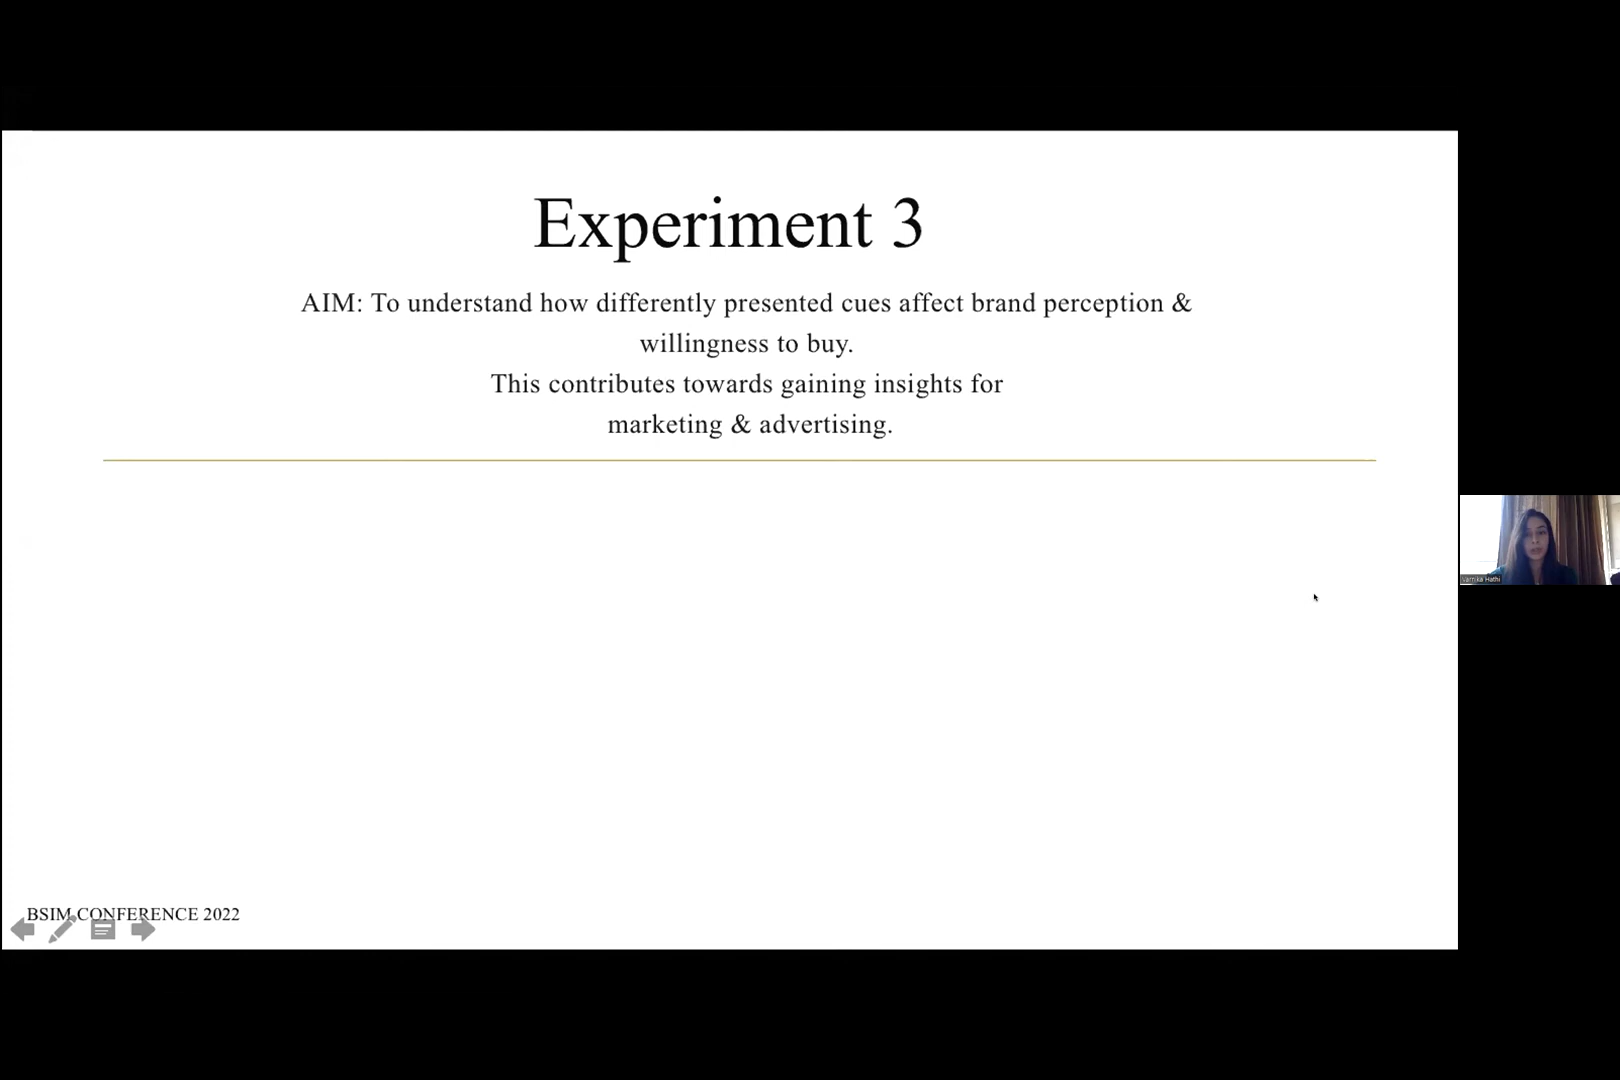 Experiment 3
AIM: To understand how differently presented cues affect brand perception &
willingness to buy.
This contributes towards gaining insights for
marketing & advertising.
Hathi
BSIM CONFERENCE 2022